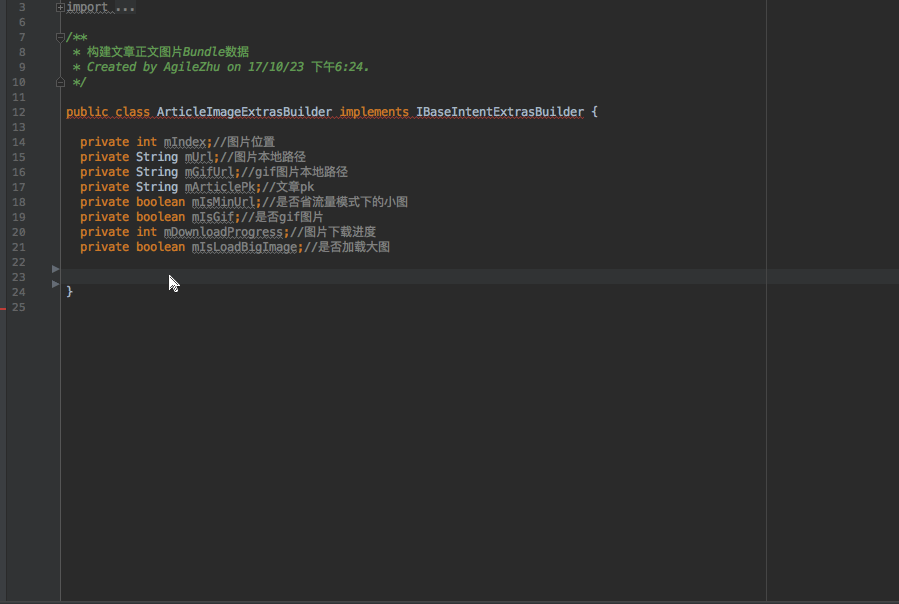 3 import ...
6
7 /**
8 * 构建文章正文图片Bundle数据
9 * Created by AgileZhu on 17/10/23 下午6:24.
10 */
11
12 public class ArticleImageExtrasBuilder implements IBaseIntentExtrasBuilder {
13
14 private int mIndex;//图片位置
15 private String mUrl;//图片本地路径
16 private String mGifUrl;//gif图片本地路径
17 private String mArticlePk;//文章pk
18 private boolean mIsMinUrl;//是否省流量模式下的小图
19 private boolean mIsGif;//是否gif图片
20 private int mDownloadProgress;//图片下载进度
21 private boolean mIsLoadBigImage;//是否加载大图
22
23
24 }
25